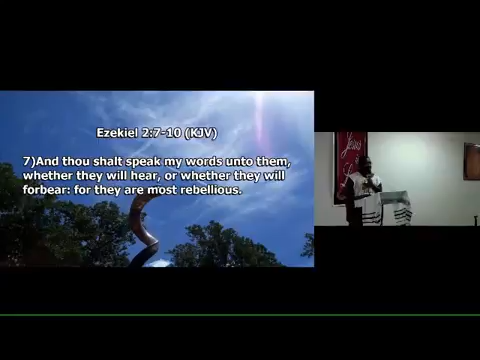 Ezekiel 2:7-10 (KJV)
7)And thou shalt speak my words unto them,
whether they will hear, or whether they will
forbear: for they are most rebellious.
Jesus